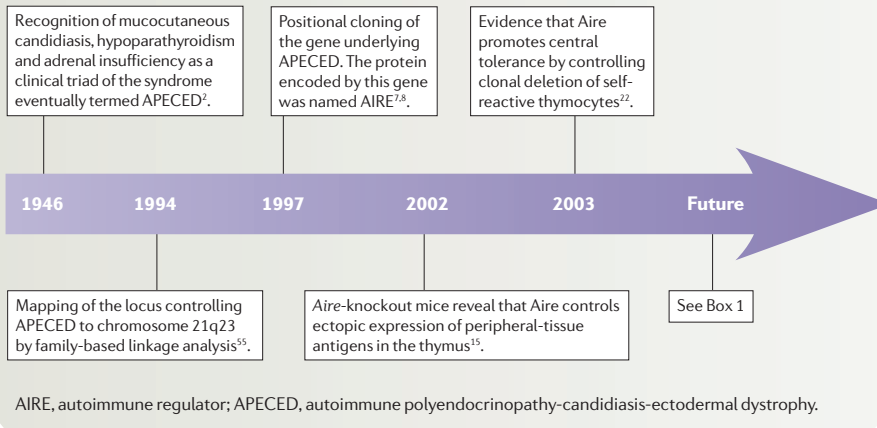 Recognition of mucocutaneous
candidiasis, hypoparathyroidism
and adrenal insufficiency as a
clinical triad of the syndrome
eventually termed APECED².
Positional cloning of
the gene underlying
APECED. The protein
encoded by this gene
was named AIRE⁷,⁸.
Evidence that Aire
promotes central
tolerance by controlling
clonal deletion of self-
reactive thymocytes²².
1946 1994 1997 2002 2003 Future
Mapping of the locus controlling
APECED to chromosome 21q23
by family-based linkage analysis⁵⁵.
Aire-knockout mice reveal that Aire controls
ectopic expression of peripheral-tissue
antigens in the thymus¹⁵.
See Box 1
AIRE, autoimmune regulator; APECED, autoimmune polyendocrinopathy-candidiasis-ectodermal dystrophy.